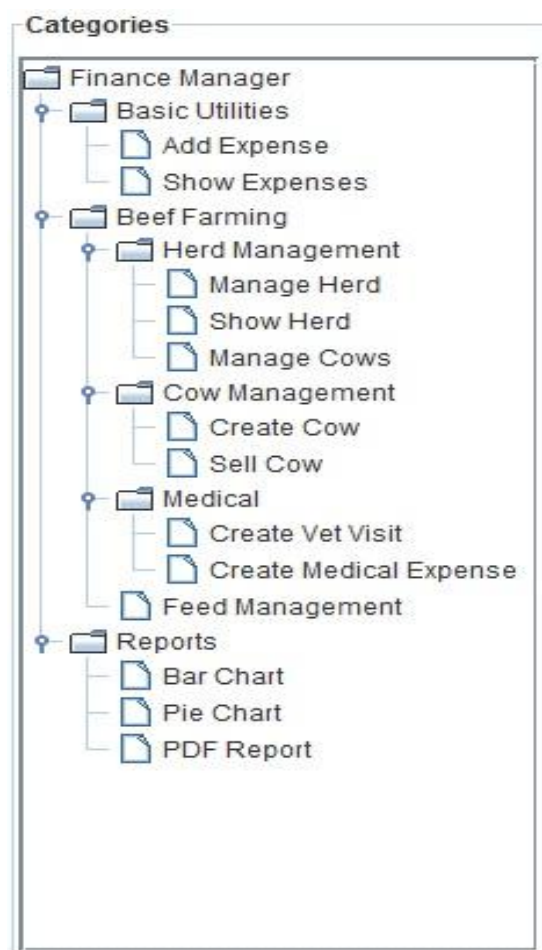 Categories
Finance Manager
Basic Utilities
Add Expense
Show Expenses
Beef Farming
Herd Management
Manage Herd
Show Herd
Manage Cows
Cow Management
Create Cow
Sell Cow
Medical
Create Vet Visit
Create Medical Expense
Feed Management
Reports
Bar Chart
Pie Chart
PDF Report